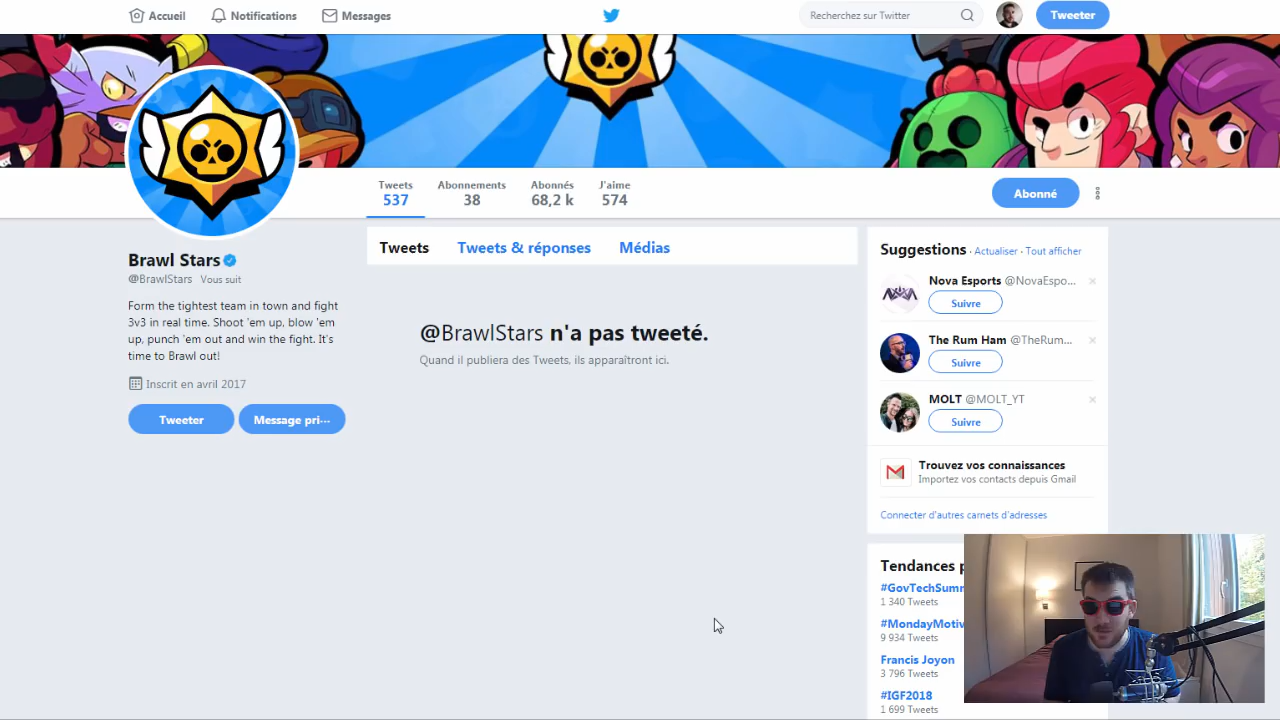 Accueil
Notifications
Messages
Recherchez sur Twitter
Tweeter
Tweets
537
Abonnements
38
Abonnés
68,2 k
J'aime
574
Abonné
Brawl Stars
@BrawlStars Vous suit
Form the tightest team in town and fight
3v3 in real time. Shoot 'em up, blow 'em
up, punch 'em out and win the fight. It's
time to Brawl out!
Inscrit en avril 2017
Tweeter
Message pri...
Tweets
Tweets & réponses
Médias
@BrawlStars n'a pas tweeté.
Quand il publiera des Tweets, ils apparaîtront ici.
Suggestions · Actualiser · Tout afficher
Nova Esports @NovaEspo...
Suivre
The Rum Ham @TheRum...
Suivre
MOLT @MOLT_YT
Suivre
Trouvez vos connaissances
Importez vos contacts depuis Gmail
Connecter d'autres carnets d'adresses
Tendances p
#GovTechSumm
1 340 Tweets
#MondayMotiv
9 934 Tweets
Francis Joyon
3 796 Tweets
#IGF2018
1 699 Tweets